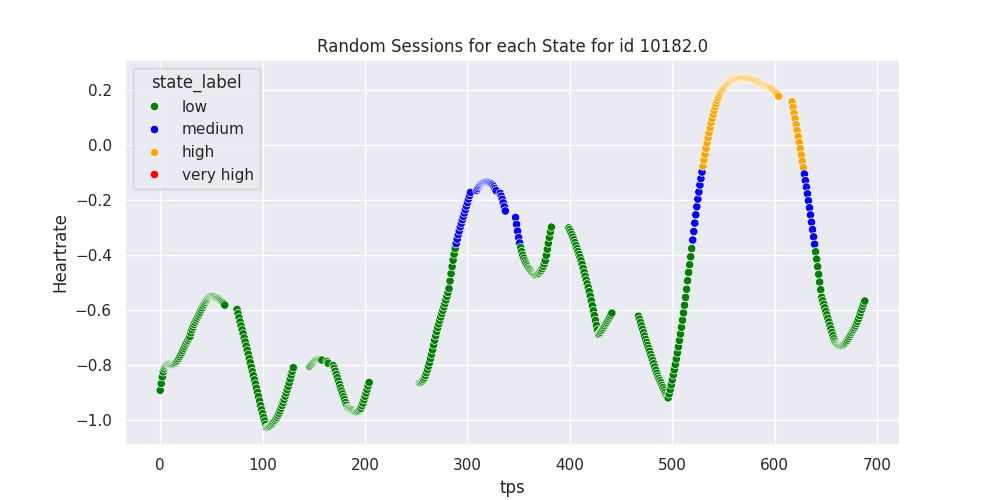 Random Sessions for each State for id 10182.0
state_label
low
medium
high
very high
Heartrate
0.2
0.0
−0.2
−0.4
−0.6
−0.8
−1.0
0 100 200 300 400 500 600 700
tps